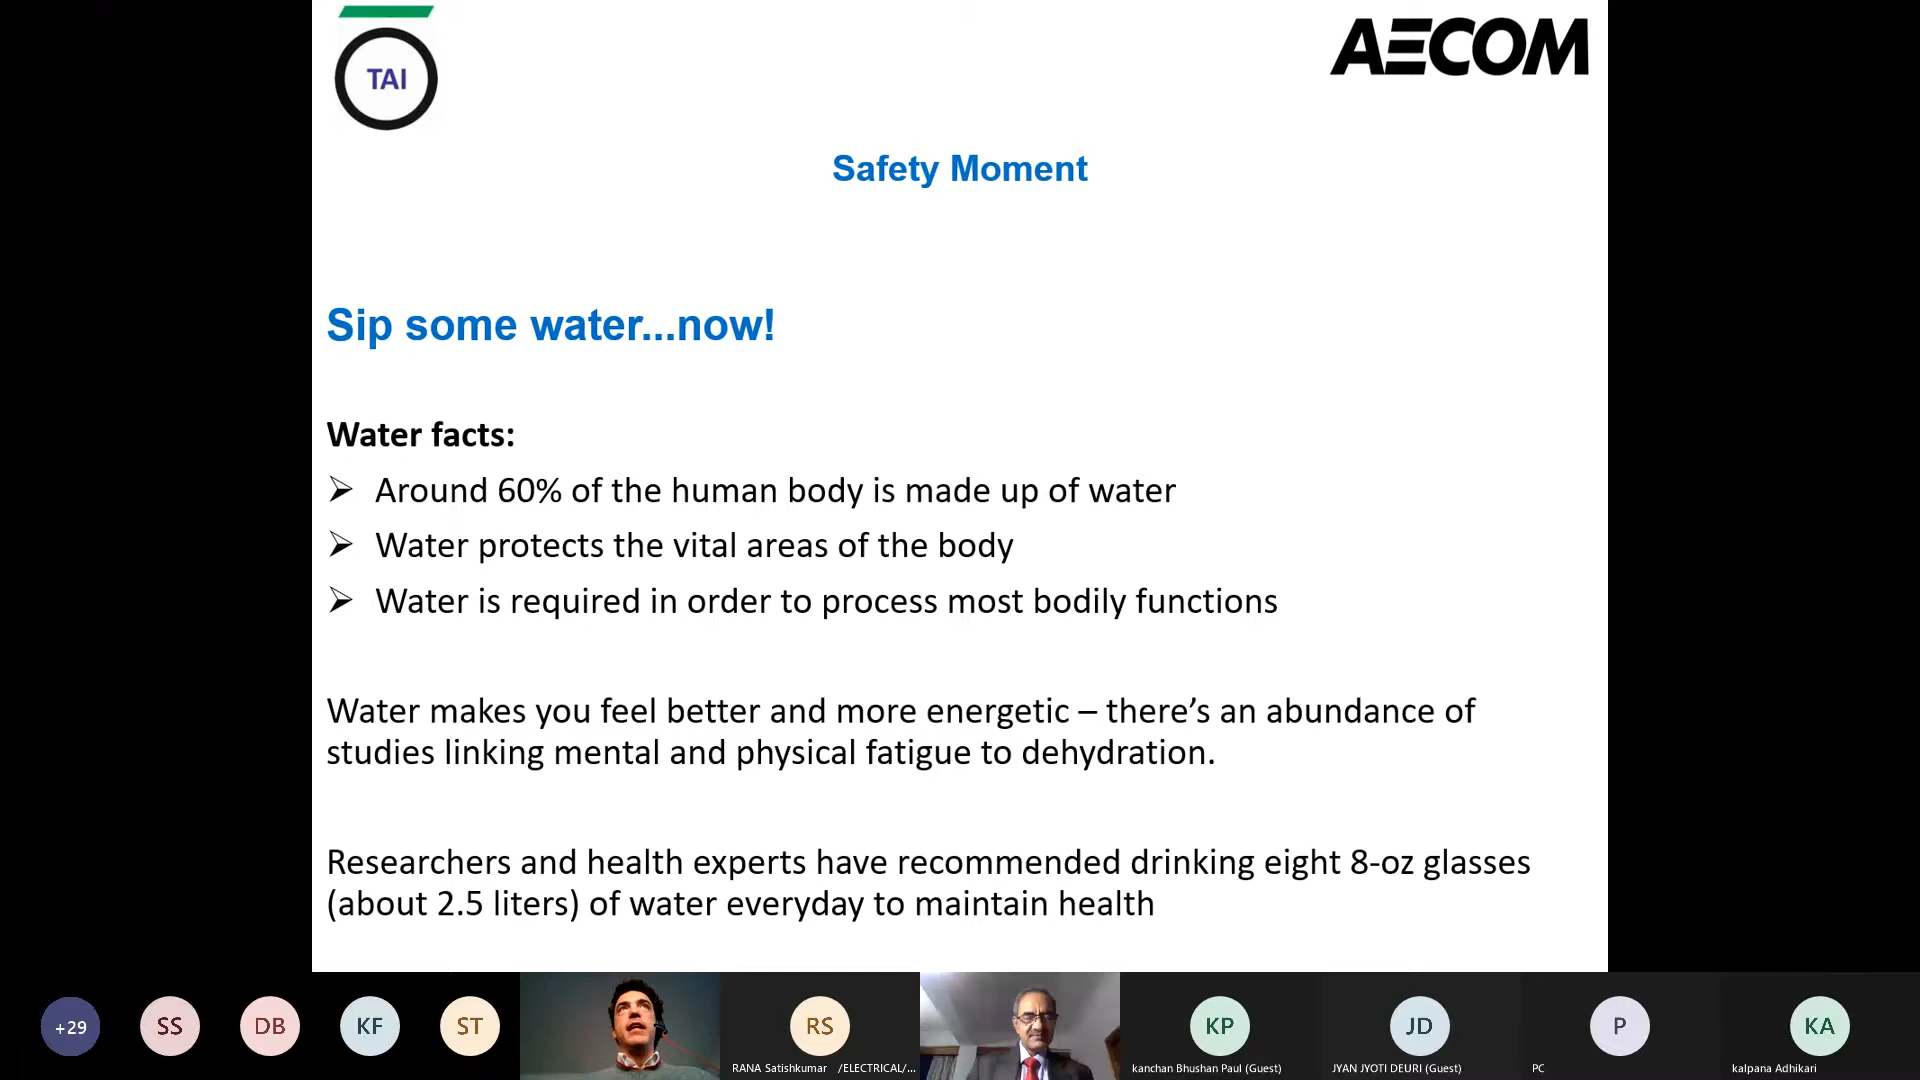 TAI
AECOM
Safety Moment
Sip some water...now!
Water facts:
Around 60% of the human body is made up of water
Water protects the vital areas of the body
Water is required in order to process most bodily functions
Water makes you feel better and more energetic – there’s an abundance of
studies linking mental and physical fatigue to dehydration.
Researchers and health experts have recommended drinking eight 8-oz glasses
(about 2.5 liters) of water everyday to maintain health
+29
SS
DB
KF
ST
RS
RANA Satishkumar /ELECTRICAL/...
KP
kanchan Bhushan Paul (Guest)
JD
JYAN JYOTI DEURI (Guest)
P
PC
KA
kalpana Adhikari